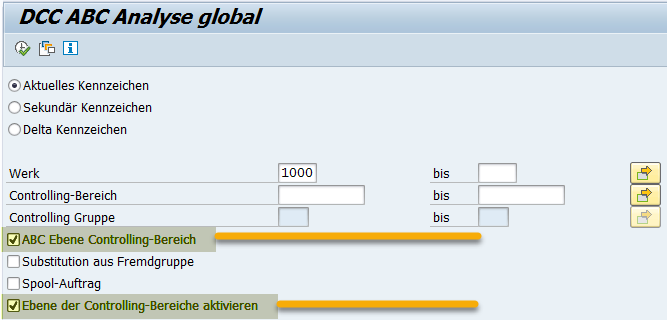 DCC ABC Analyse global
Aktuelles Kennzeichen
Sekundär Kennzeichen
Delta Kennzeichen
Werk 1000 bis
Controlling-Bereich bis
Controlling Gruppe bis
ABC Ebene Controlling-Bereich
Substitution aus Fremdgruppe
Spool-Auftrag
Ebene der Controlling-Bereiche aktivieren